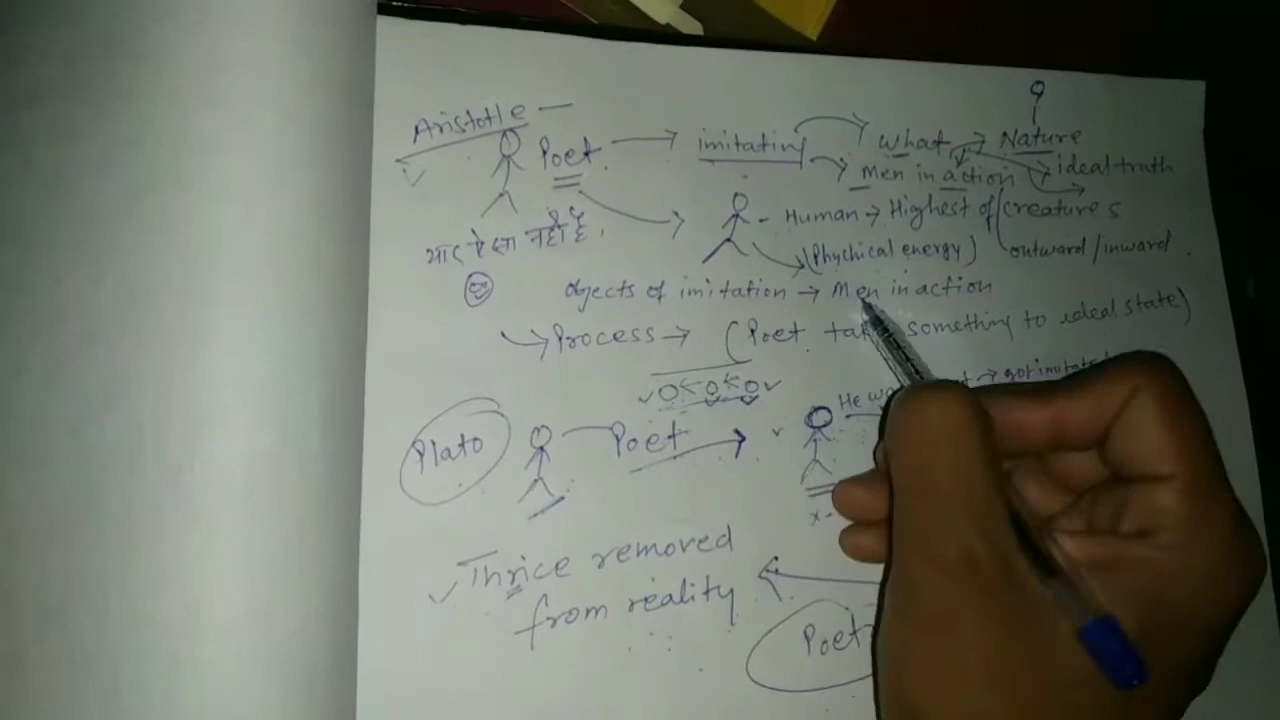 Aristotle —
Poet. → imitating → what → Nature
→ Men in action → ideal truth
- Human → Highest of creatures
नहीं है,
(Phychical energy) outward/inward.
Objects of imitation → Men in action
Process → (Poet something to ideal state)
He → got
Plato Poet →
Thrice removed
from reality
Poet